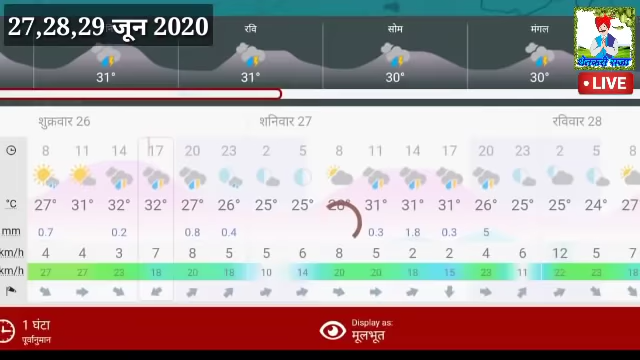 27,28,29 जून 2020
रवि सोम मंगल
31° 31° 30° 30°
शेतकरी राजा
LIVE
शुक्रवार 26 शनिवार 27 रविवार 28
8 11 14 17 20 23 2 5 8 11 14 17 20 23 2 5 8
°C 27° 31° 32° 32° 27° 26° 25° 25° 31° 31° 31° 26° 25° 25° 24° 27°
mm 0.7 0.2 0.8 0.4 0.3 1.8 0.3 5
km/h 4 4 3 7 8 5 5 6 8 5 2 2 4 6 12 5 7
km/h 27 27 23 18 20 18 10 14 20 20 18 15 23 11 22 23 18
1 घंटा
पूर्वानुमान
Display as:
मूलभूत